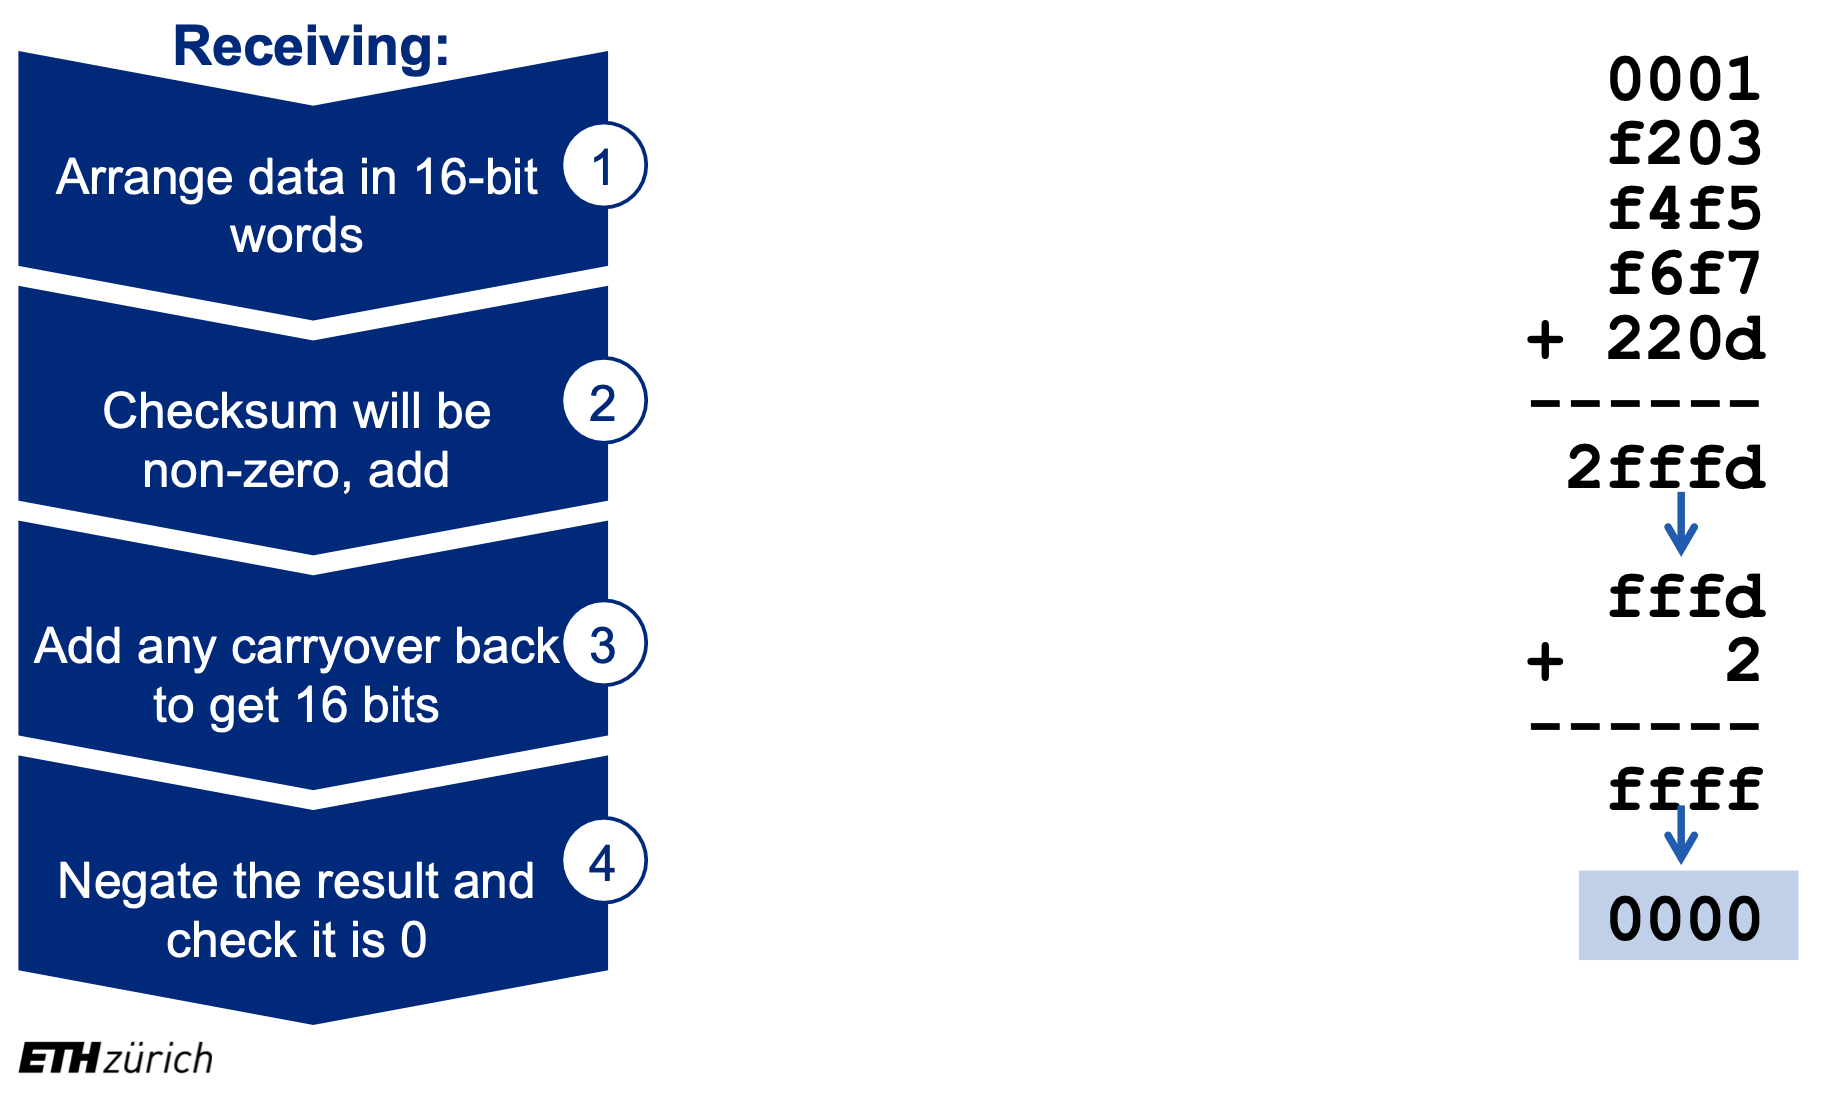 Receiving:
Arrange data in 16-bit
words
1
Checksum will be
non-zero, add
2
Add any carryover back
to get 16 bits
3
Negate the result and
check it is 0
4
0001
f203
f4f5
f6f7
+ 220d
------
2fffd
fffd
+ 2
------
ffff
0000
ETH zürich